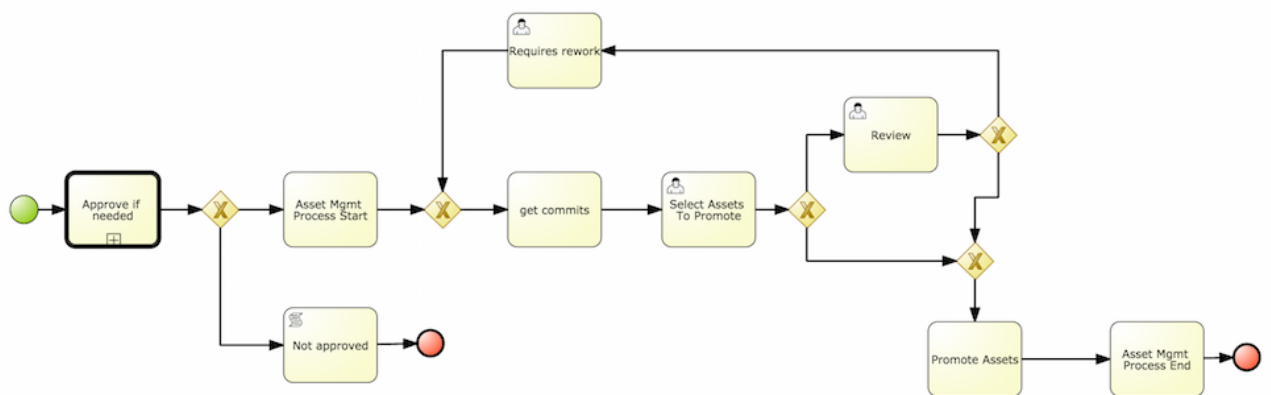 Requires rework
Review
Approve if
needed
Asset Mgmt
Process Start
get commits
Select Assets
To Promote
Not approved
Promote Assets
Asset Mgmt
Process End